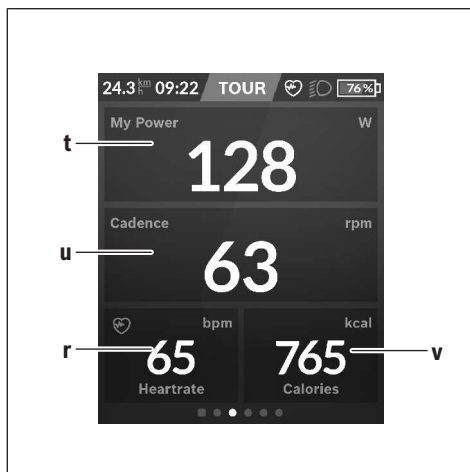 24.3 km/h 09:22 TOUR 76 %
My Power W
t
128
Cadence rpm
u
63
bpm kcal
r 65 765 v
Heartrate Calories